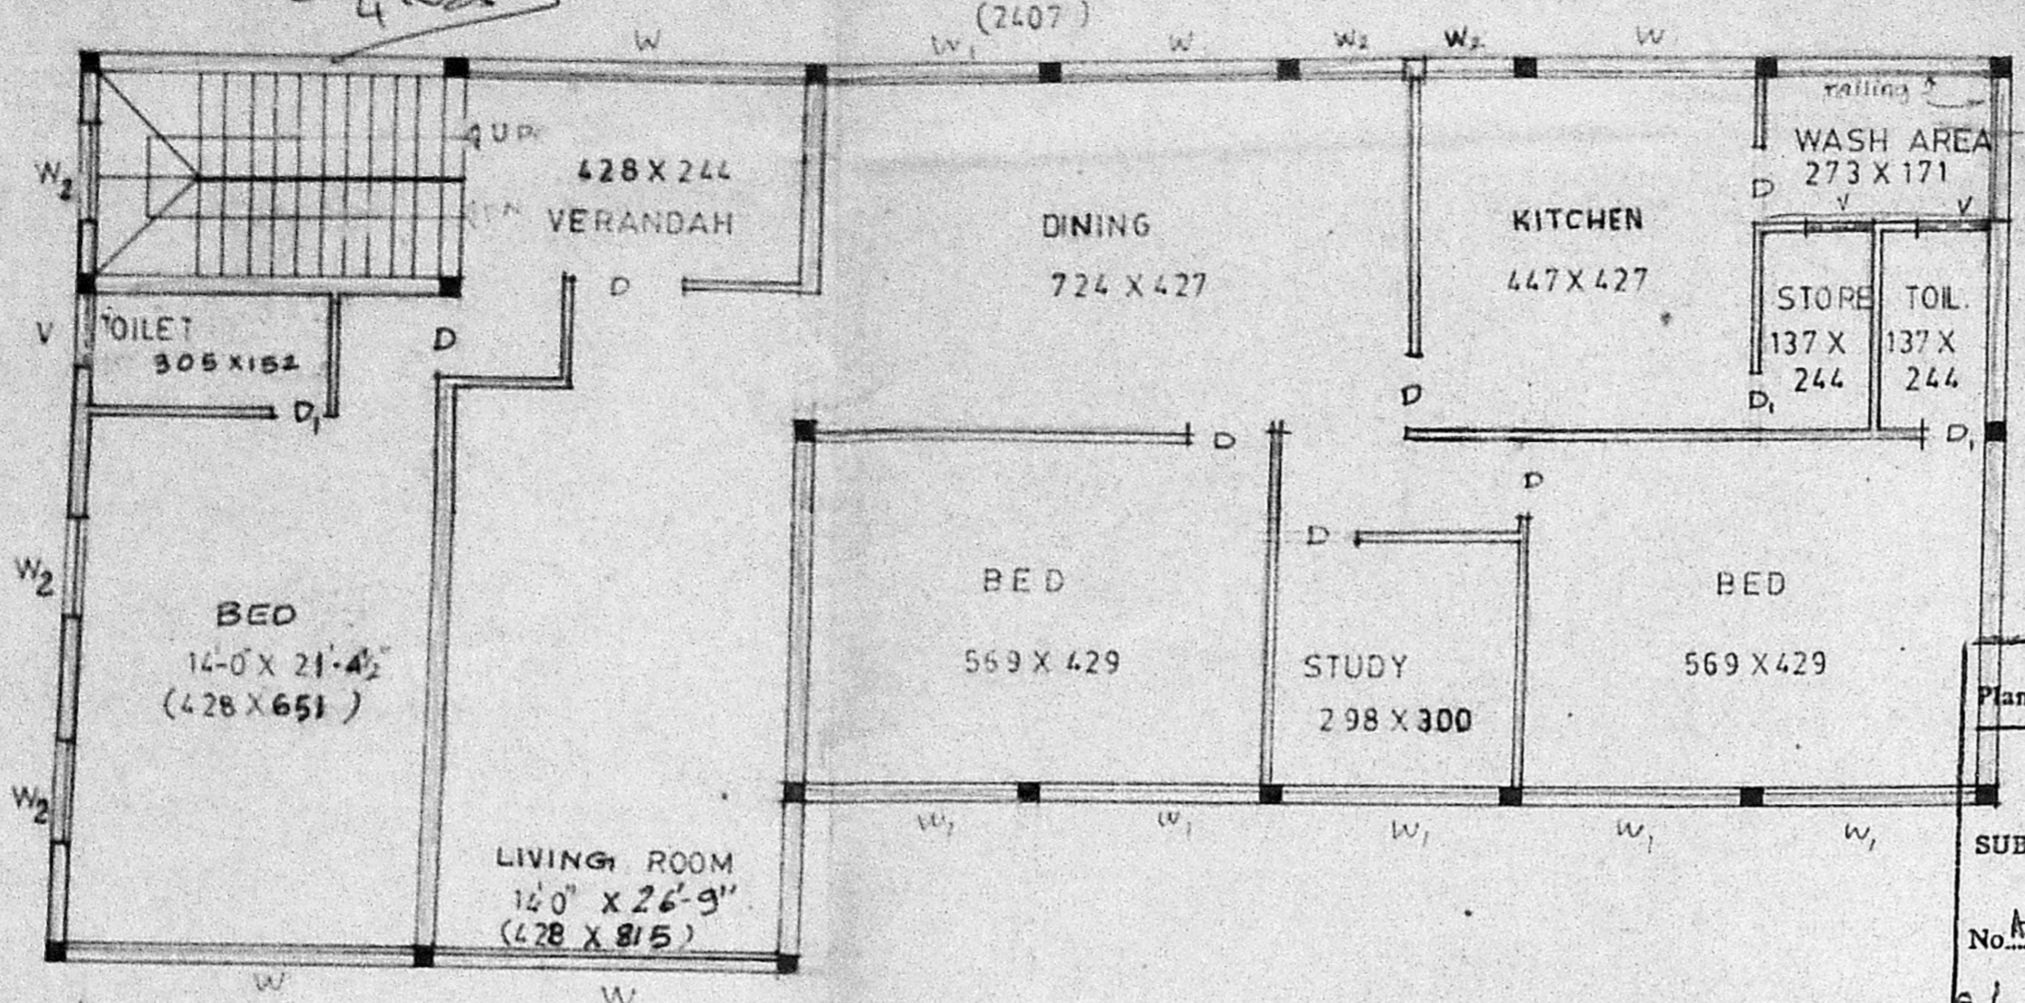 (2407)
W
W₁
W
W₂
W₂
W
railing
UP
DN
428 X 244
VERANDAH
DINING
724 X 427
KITCHEN
447 X 427
WASH AREA
273 X 171
V
V
D
W₂
D
STORE
137 X
244
TOIL.
137 X
244
V
TOILET
305 X 152
D
D₁
D
D₁
D
D₁
D
D
W₂
BED
14'-0" X 21'-4½"
(428 X 651)
BED
569 X 429
STUDY
298 X 300
BED
569 X 429
Plan
W₂
W₁
W₁
W₁
W₁
W₁
LIVING ROOM
14'0" X 26'-9"
(428 X 815)
SUB
No.
W
W